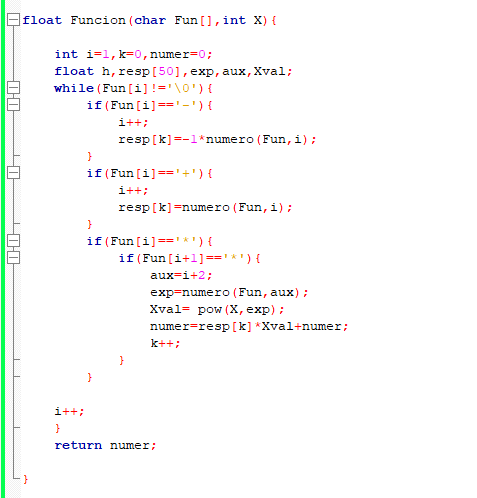 float Funcion(char Fun[],int X){
int i=1,k=0,numer=0;
float h,resp[50],exp,aux,Xval;
while(Fun[i]!='\0'){
if(Fun[i]=='-'){
i++;
resp[k]=-1*numero(Fun,i);
}
if(Fun[i]=='+'){
i++;
resp[k]=numero(Fun,i);
}
if(Fun[i]=='*'){
if(Fun[i+1]=='*'){
aux=i+2;
exp=numero(Fun,aux);
Xval= pow(X,exp);
numer=resp[k]*Xval+numer;
k++;
}
}
i++;
}
return numer;
}